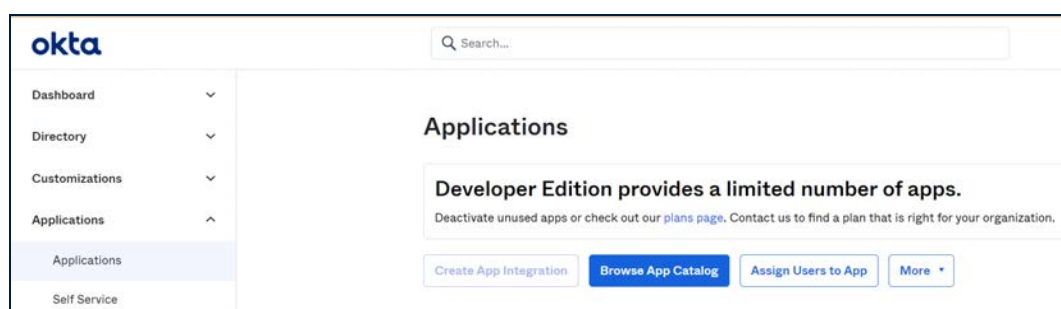 okta
Search...
Dashboard
Directory
Customizations
Applications
Applications
Self Service
Applications
Developer Edition provides a limited number of apps.
Deactivate unused apps or check out our plans page. Contact us to find a plan that is right for your organization.
Create App Integration
Browse App Catalog
Assign Users to App
More